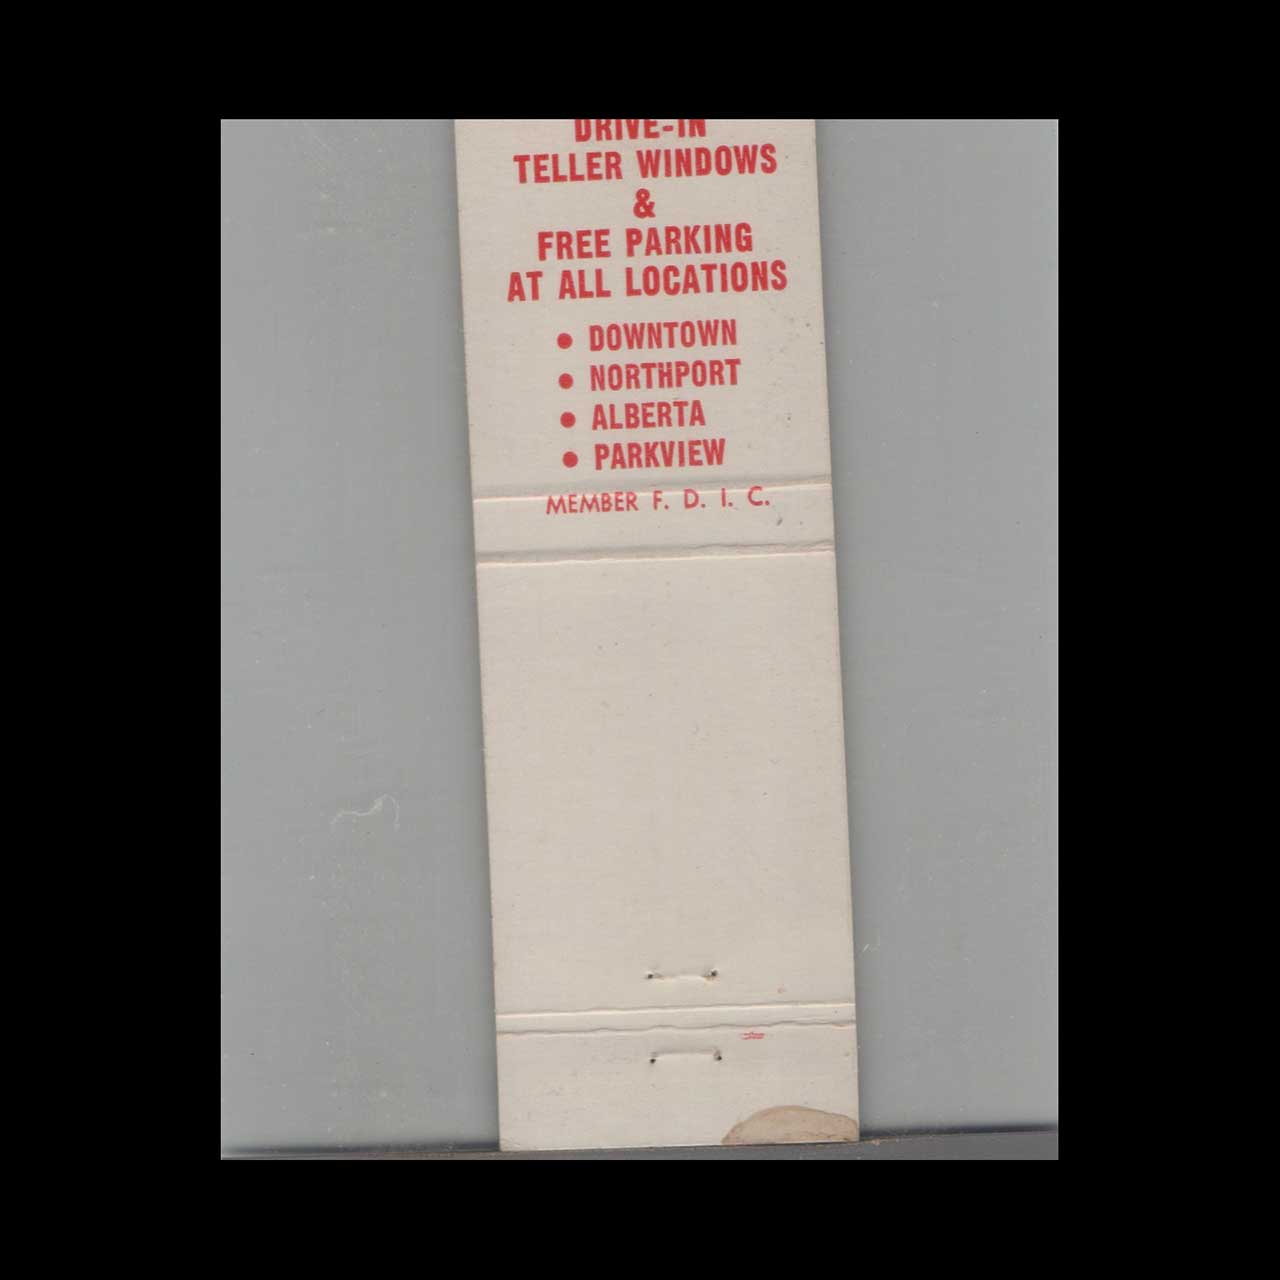 DRIVE-IN
TELLER WINDOWS
&
FREE PARKING
AT ALL LOCATIONS
• DOWNTOWN
• NORTHPORT
• ALBERTA
• PARKVIEW
MEMBER F. D. I. C.